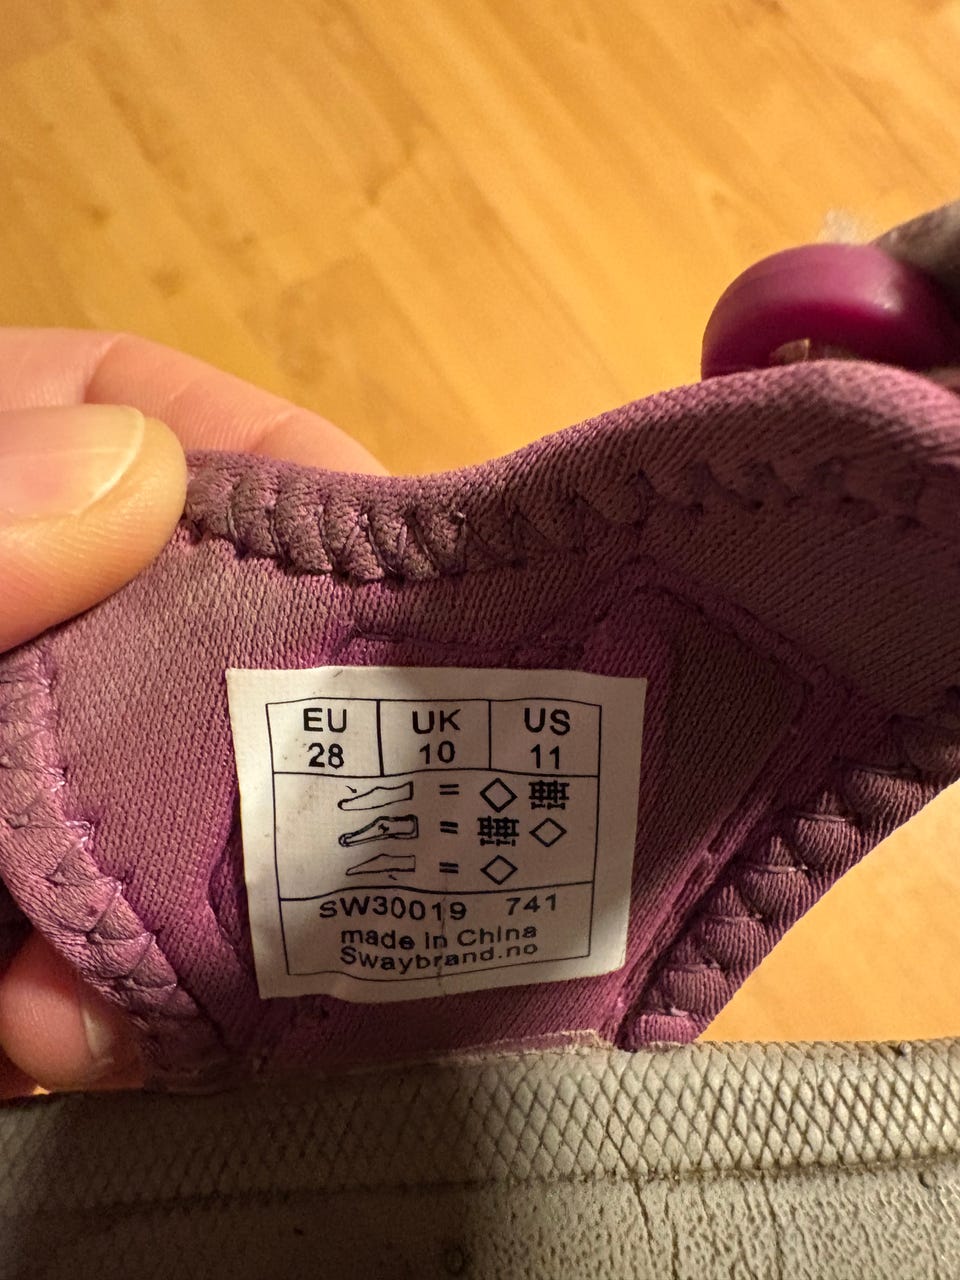 EU UK US
28 10 11
=
=
=
SW30019 741
made in China
Swaybrand.no